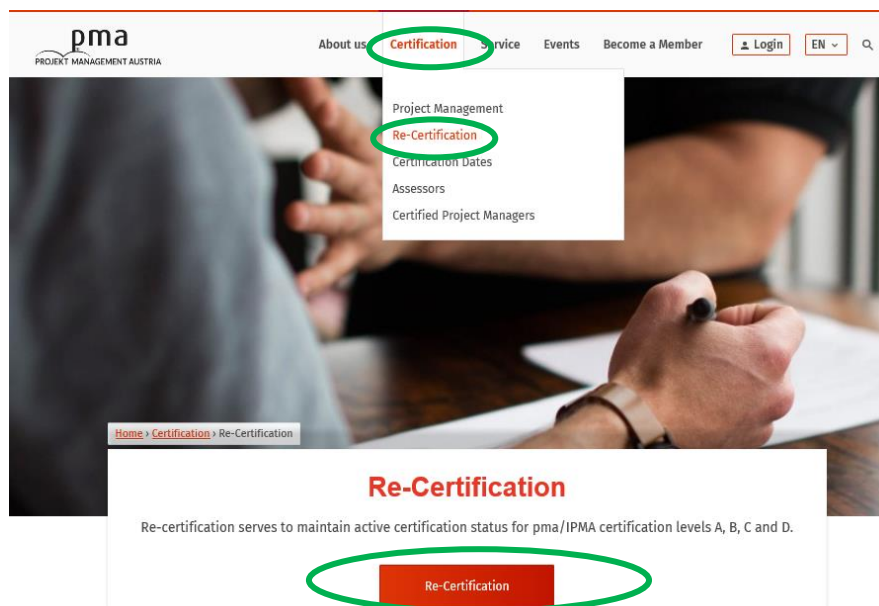 pma
PROJEKT MANAGEMENT AUSTRIA
About us Certification Service Events Become a Member Login EN
Project Management
Re-Certification
Certification Dates
Assessors
Certified Project Managers
Home › Certification › Re-Certification
Re-Certification
Re-certification serves to maintain active certification status for pma/IPMA certification levels A, B, C and D.
Re-Certification